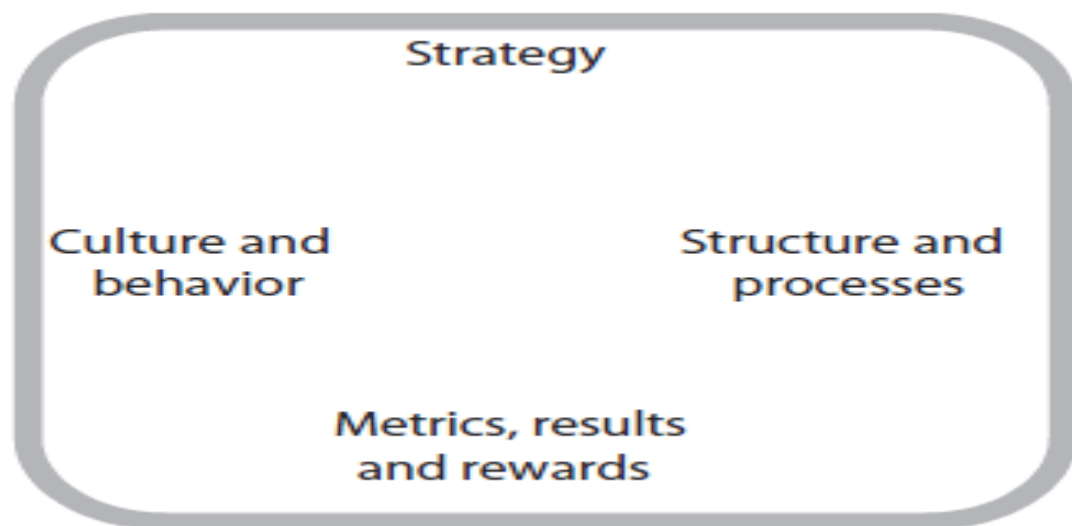 Strategy
Culture and
behavior
Structure and
processes
Metrics, results
and rewards